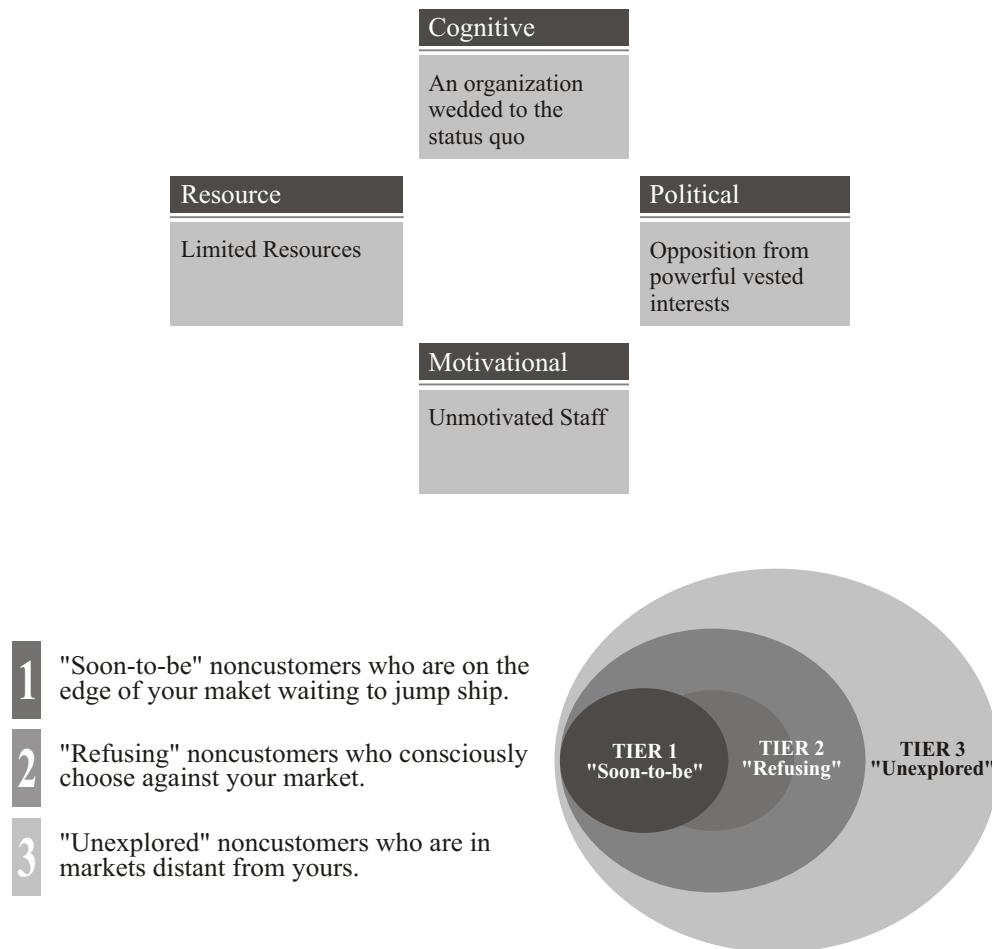 Cognitive
An organization
wedded to the
status quo
Resource
Limited Resources
Political
Opposition from
powerful vested
interests
Motivational
Unmotivated Staff
1
"Soon-to-be" noncustomers who are on the
edge of your maket waiting to jump ship.
2
"Refusing" noncustomers who consciously
choose against your market.
3
"Unexplored" noncustomers who are in
markets distant from yours.
TIER 1
"Soon-to-be"
TIER 2
"Refusing"
TIER 3
"Unexplored"